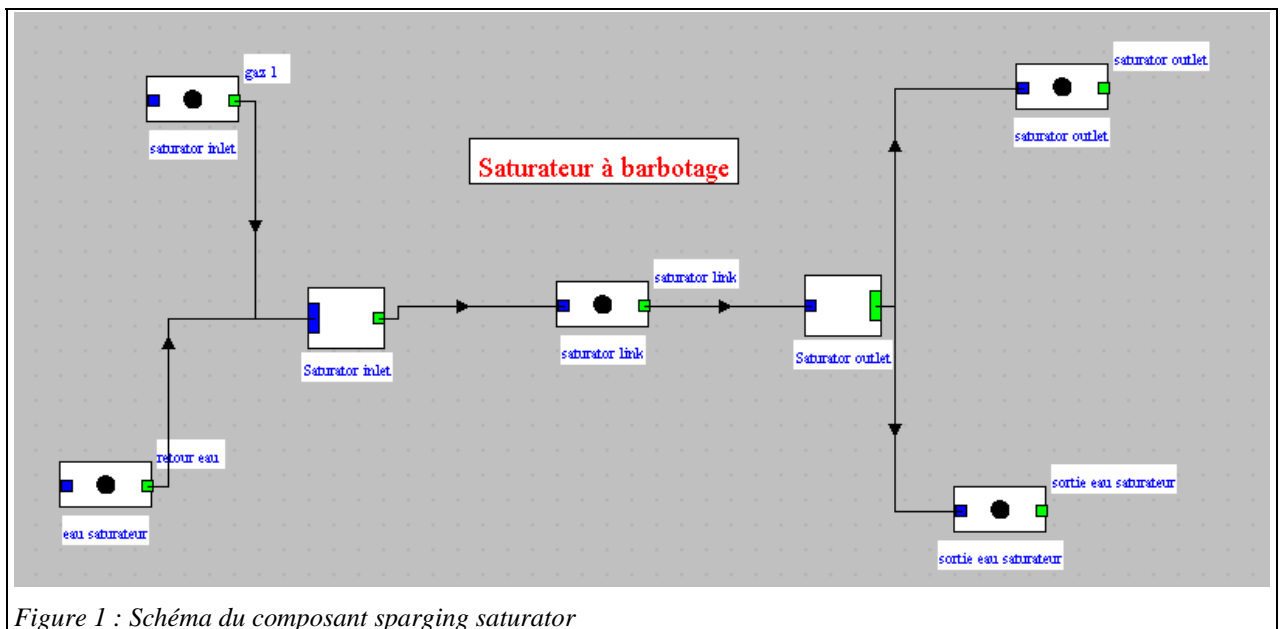 gaz 1
saturator outlet
saturator inlet
saturator outlet
Saturateur à barbotage
saturator link
saturator link
Saturator outlet
Saturator inlet
retour eau
sortie eau saturateur
eau saturateur
sortie eau saturateur
Figure 1 : Schéma du composant sparging saturator